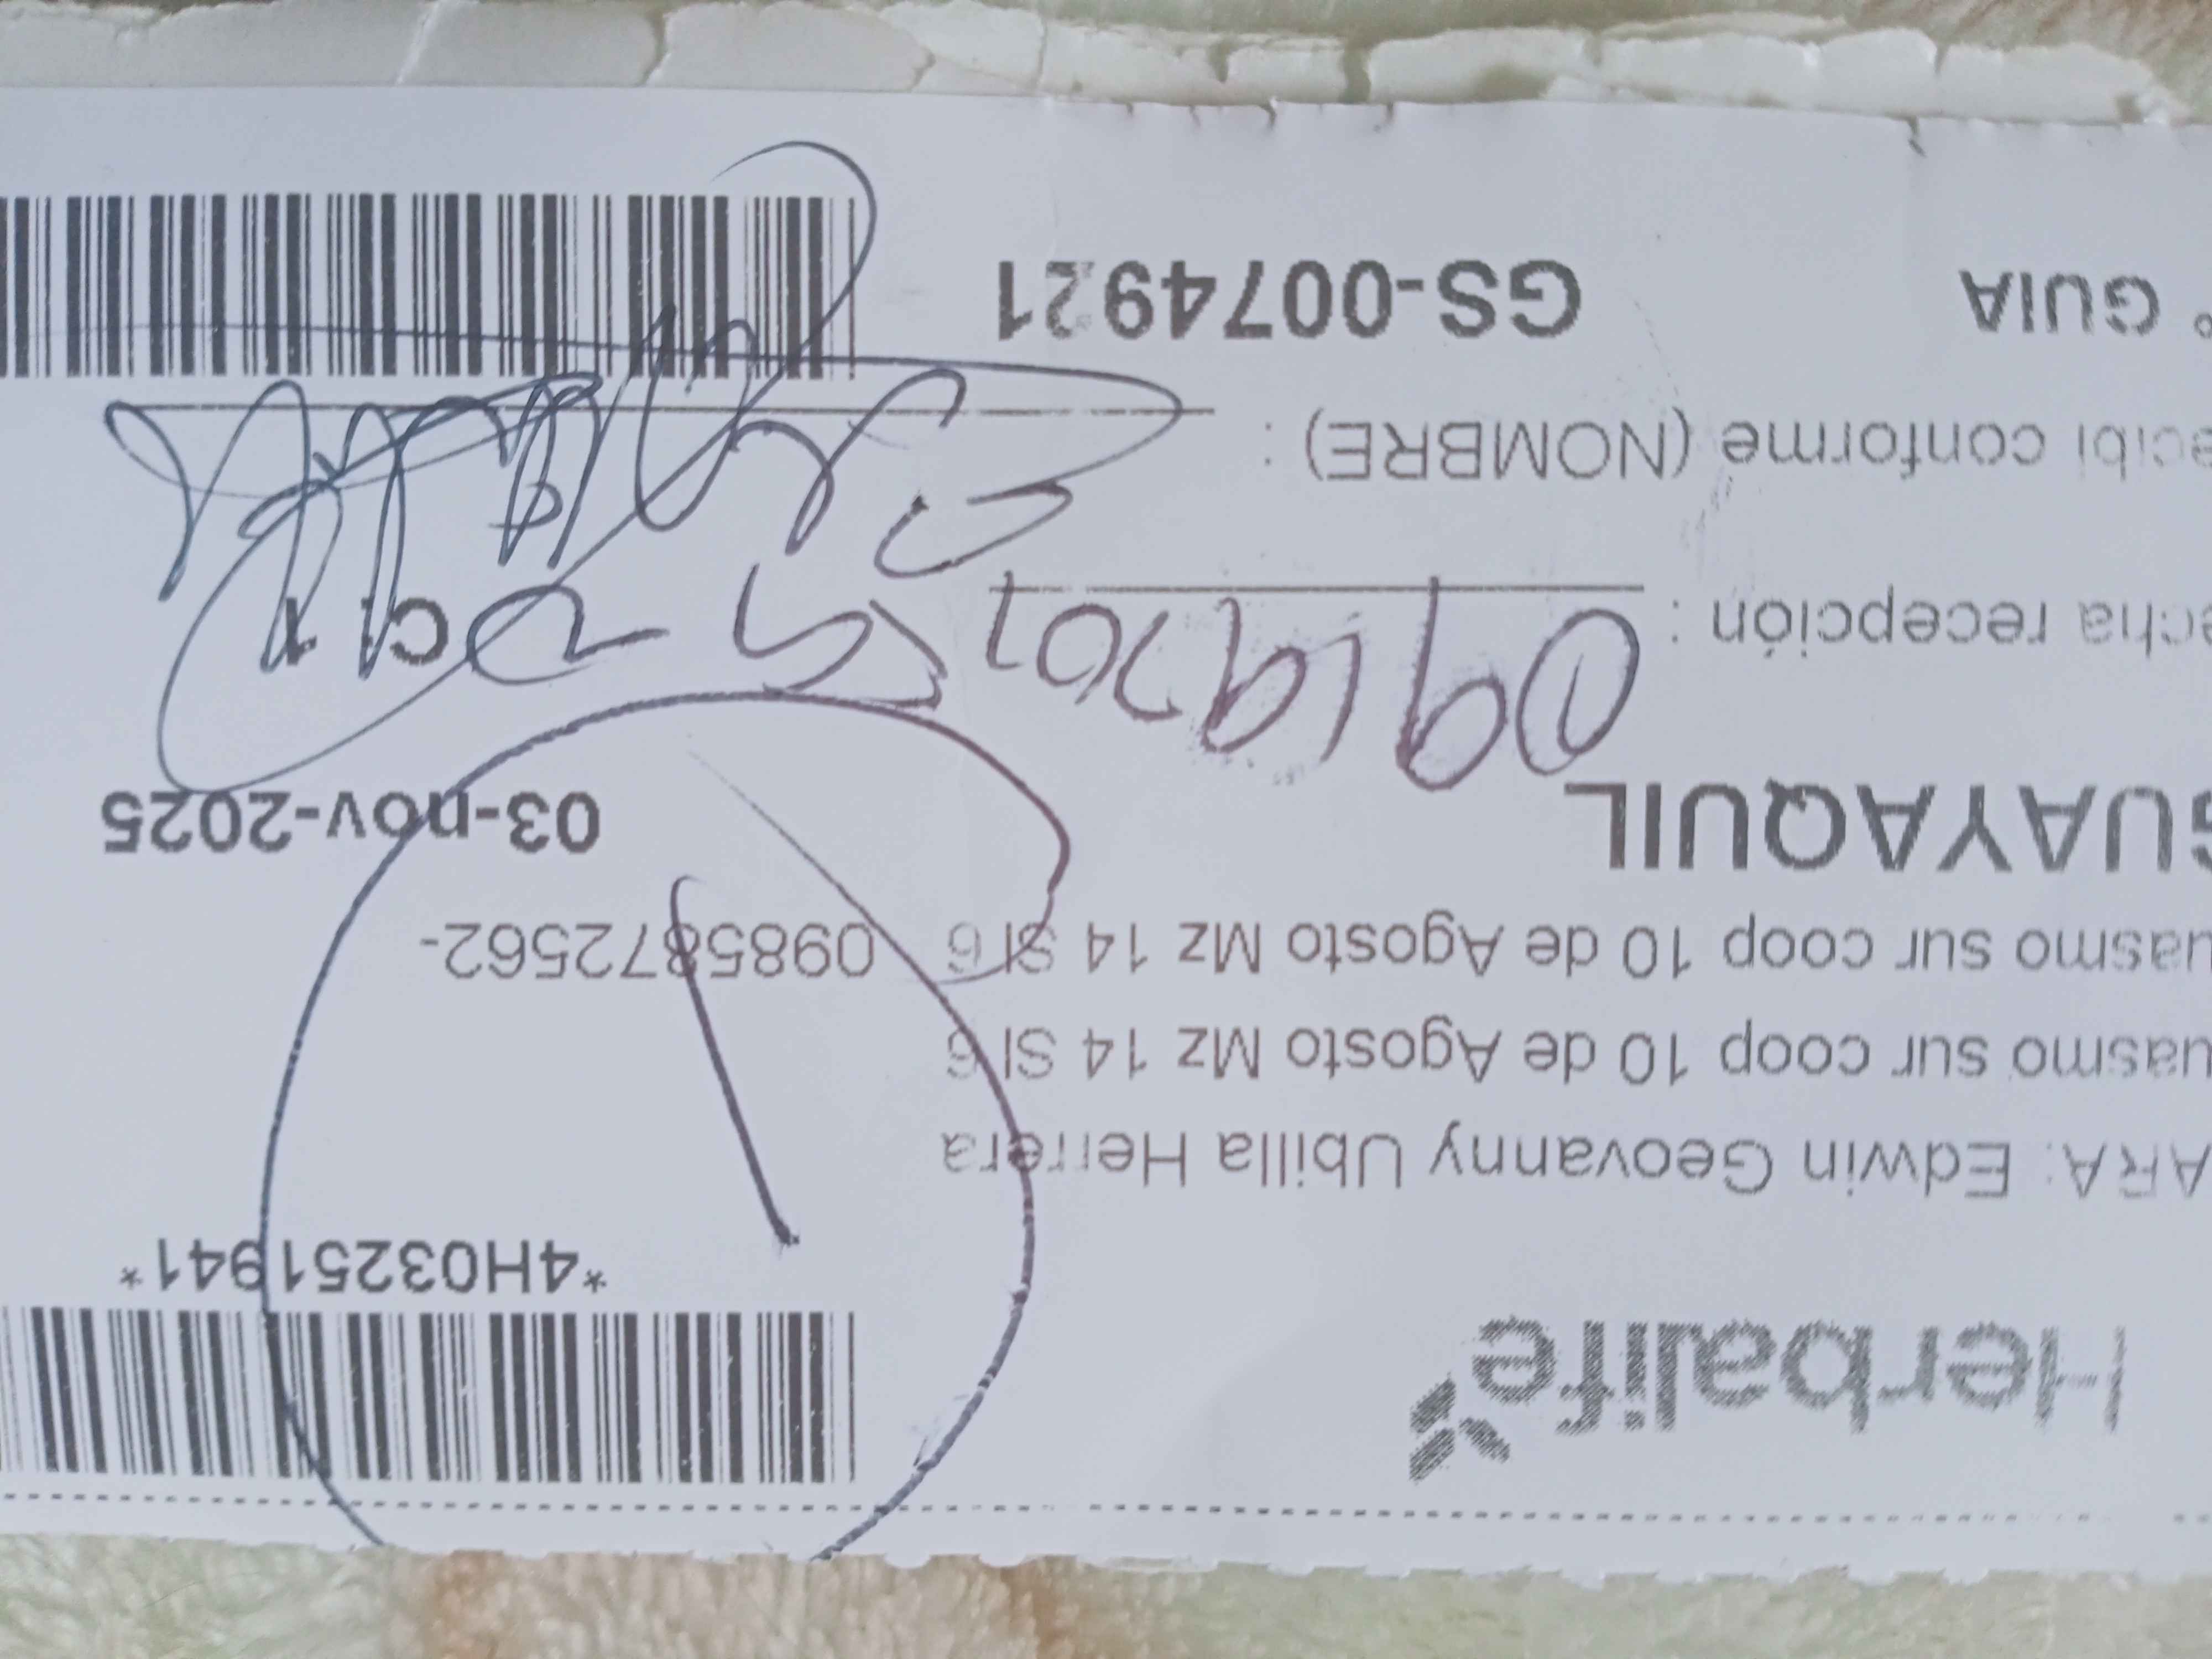 Herbalife
*4H03251941*
ARA: Edwin Geovanny Ubilla Herrera
uasmo sur coop 10 de Agosto Mz 14 Sl 6
uasmo sur coop 10 de Agosto Mz 14 Sl 6 0985872562-
GUAYAQUIL 03-nov-2025
echa recepción : C 1
ecibi conforme (NOMBRE) :
° GUIA GS-0074921